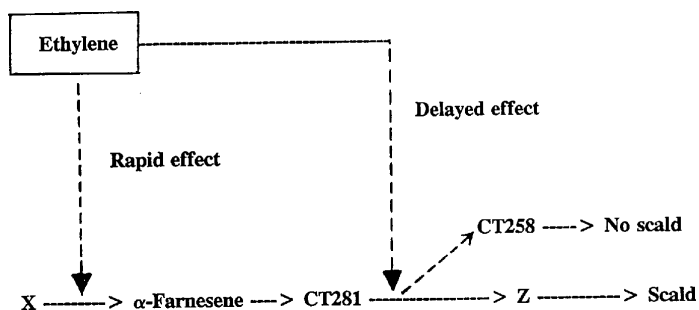 Ethylene
Delayed effect
Rapid effect
CT258 -----> No scald
X -------> α-Farnesene ----> CT281 --------------> Z ---------> Scald